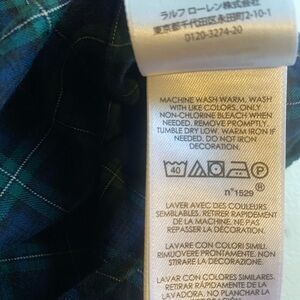 ラルフ ローレン株式会社
東京都千代田区永田町2-10-1
0120-3274-20
MACHINE WASH WARM. WASH
WITH LIKE COLORS. ONLY
NON-CHLORINE BLEACH WHEN
NEEDED. REMOVE PROMPTLY.
TUMBLE DRY LOW. WARM IRON IF
NEEDED. DO NOT IRON
DECORATION.
40 P
n°1529 ®
LAVER AVEC DES COULEURS
SEMBLABLES. RETIRER RAPIDEMENT
DE LA MACHINE. NE PAS
REPASSER LA DÉCORATION.
LAVARE CON COLORI SIMILI.
RIMUOVERE PRONTAMENTE. NON
STIRARE LA DECORAZIONE.
LAVAR CON COLORES SIMILARES.
RETIRAR RÁPIDAMENTE DE LA
LAVADORA. NO PLANCHAR LA